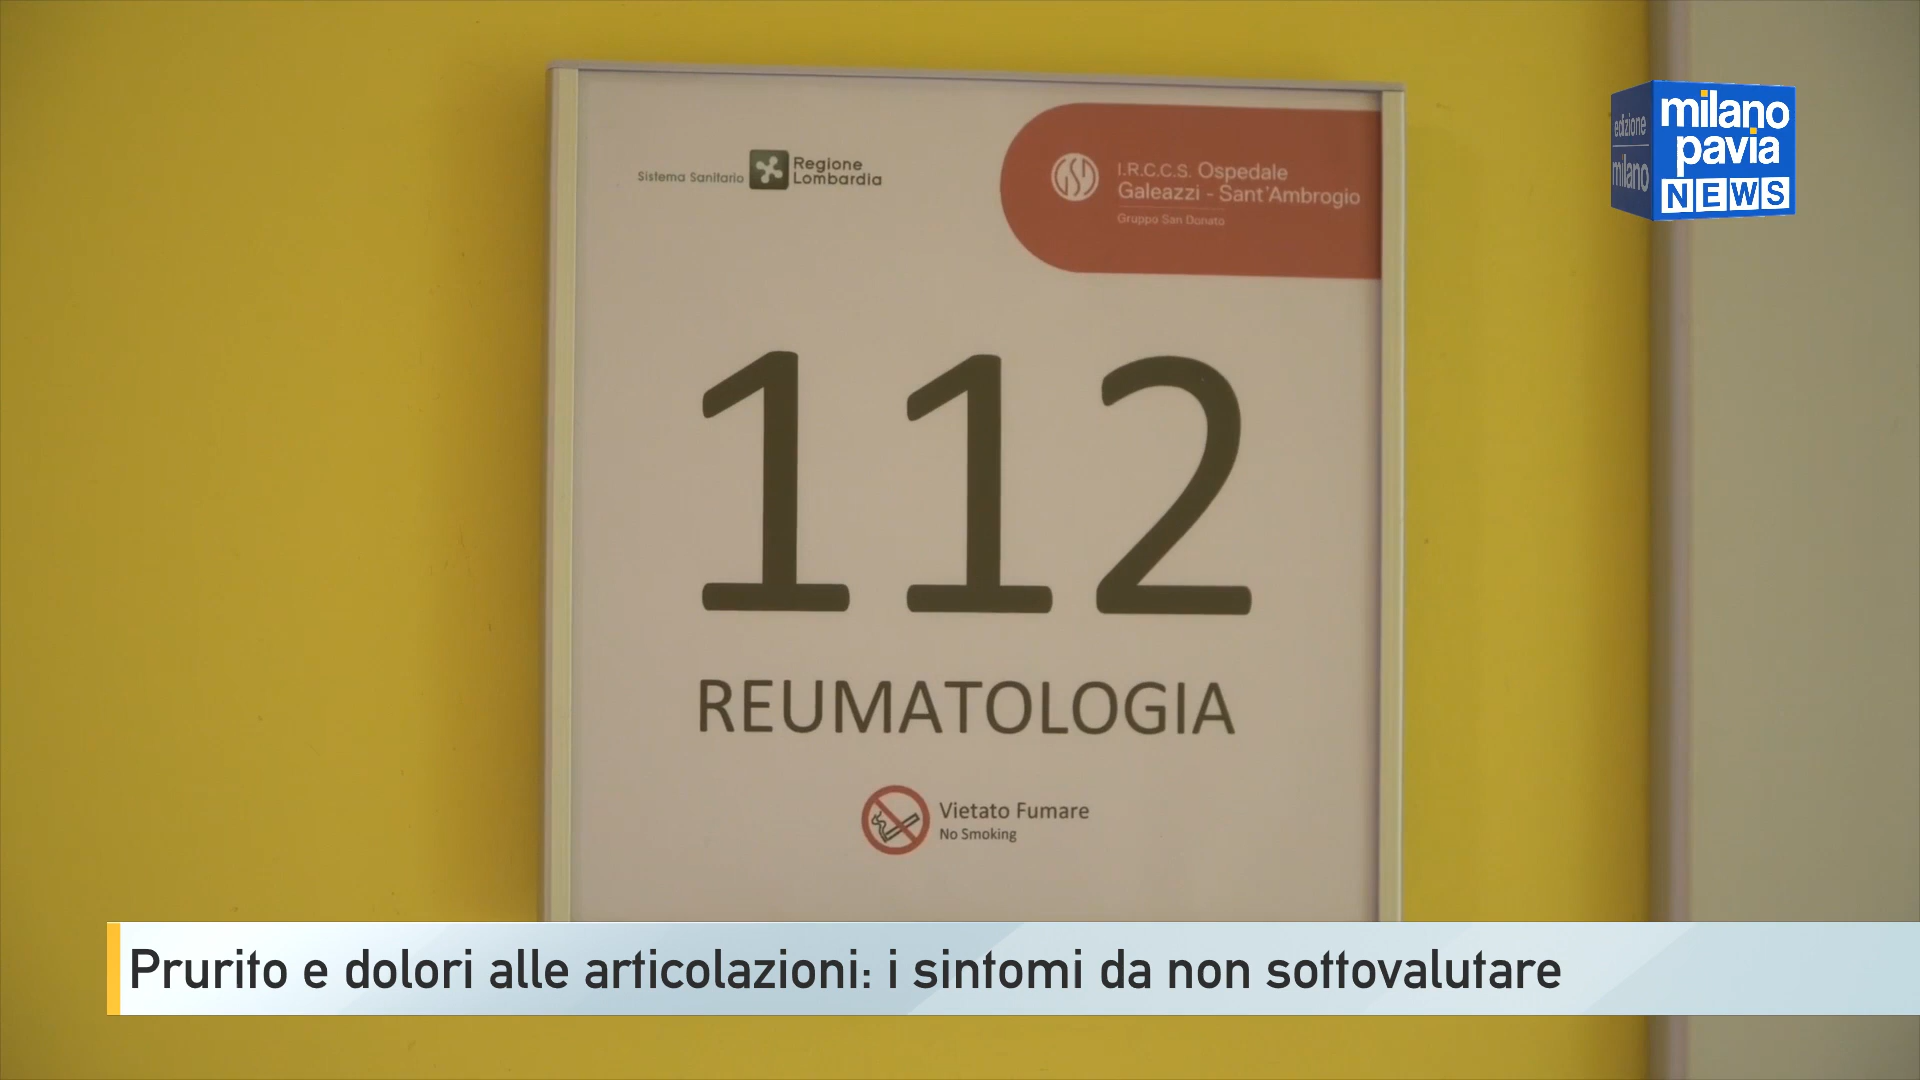 Sistema Sanitario
Regione
Lombardia
GSD
I.R.C.C.S. Ospedale
Galeazzi - Sant'Ambrogio
Gruppo San Donato
edizione
milano
milano
pavia
NEWS
112
REUMATOLOGIA
Vietato Fumare
No Smoking
Prurito e dolori alle articolazioni: i sintomi da non sottovalutare